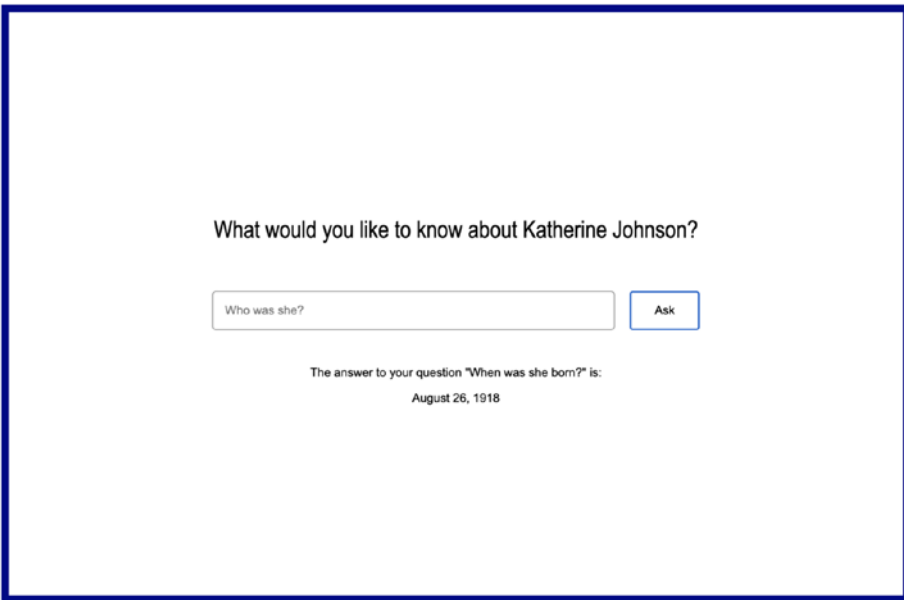 What would you like to know about Katherine Johnson?
Who was she?
Ask
The answer to your question "When was she born?" is:
August 26, 1918